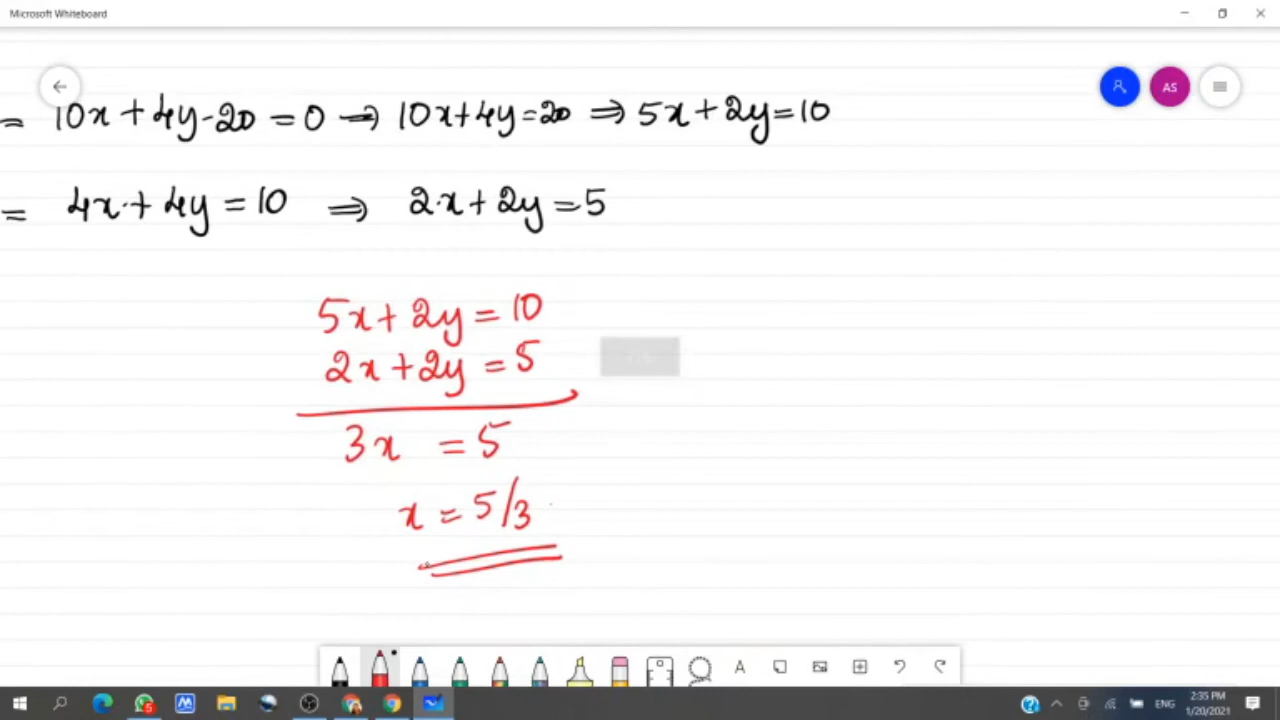 Microsoft Whiteboard
AS
= 10x + 4y - 20 = 0 → 10x + 4y = 20 ⇒ 5x + 2y = 10
= 4x + 4y = 10 ⇒ 2x + 2y = 5
5x + 2y = 10
2x + 2y = 5
3x = 5
x = 5/3
A
5
M
ENG
2:35 PM
1/20/2021